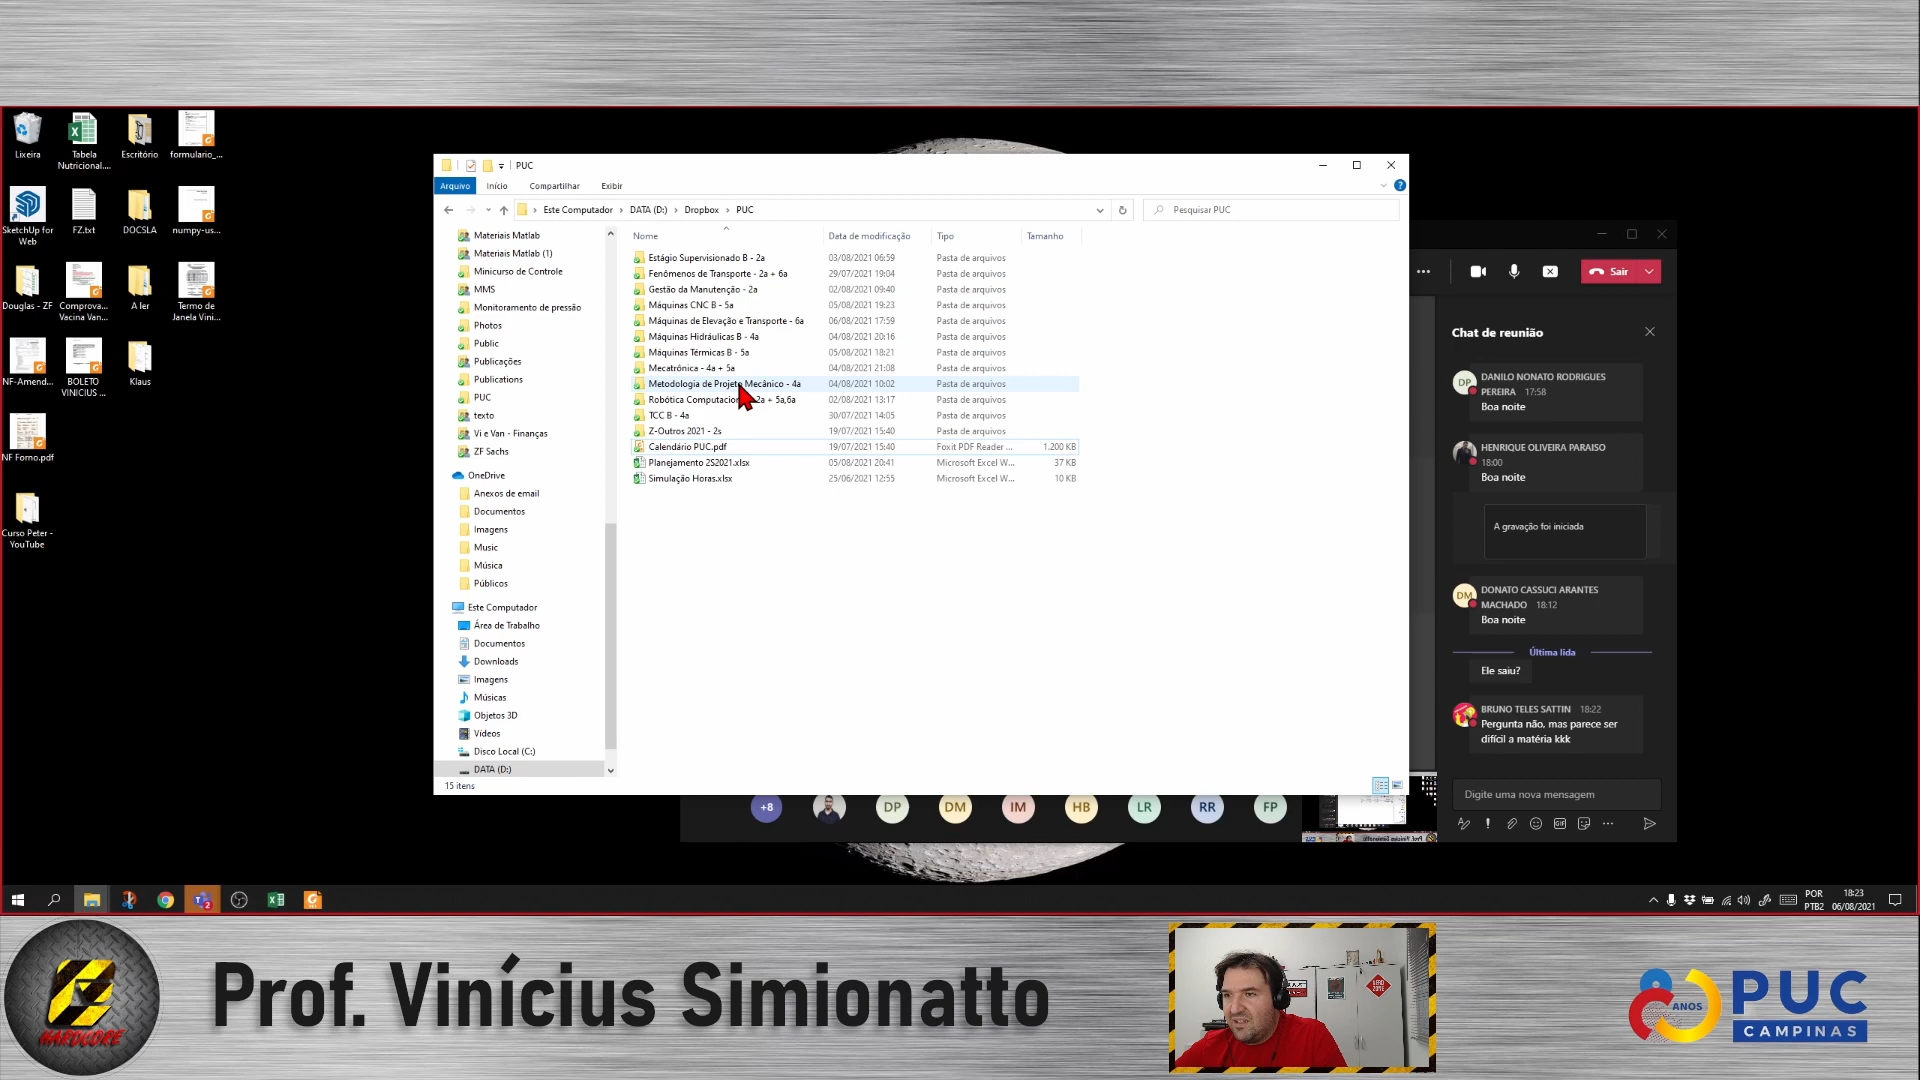 Lixeira
Tabela
Nutricional....
Escritório
formulario_...
SketchUp for
Web
FZ.txt
DOCSLA
numpy-us...
Douglas - ZF
Comprova...
Vacina Van...
A ler
Termo de
Janela Vini...
NF-Amend...
BOLETO
VINICIUS ...
Klaus
NF Forno.pdf
Curso Peter -
YouTube
PUC
Arquivo
Início
Compartilhar
Exibir
Este Computador > DATA (D:) > Dropbox > PUC
Pesquisar PUC
Materiais Matlab
Materiais Matlab (1)
Minicurso de Controle
MMS
Monitoramento de pressão
Photos
Public
Publicações
Publications
PUC
texto
Vi e Van - Finanças
ZF Sachs
OneDrive
Anexos de email
Documentos
Imagens
Music
Música
Públicos
Este Computador
Área de Trabalho
Documentos
Downloads
Imagens
Músicas
Objetos 3D
Vídeos
Disco Local (C:)
DATA (D:)
15 itens
Nome Data de modificação Tipo Tamanho
Estágio Supervisionado B - 2a 03/08/2021 06:59 Pasta de arquivos
Fenômenos de Transporte - 2a + 6a 29/07/2021 19:04 Pasta de arquivos
Gestão da Manutenção - 2a 02/08/2021 09:40 Pasta de arquivos
Máquinas CNC B - 5a 05/08/2021 19:23 Pasta de arquivos
Máquinas de Elevação e Transporte - 6a 06/08/2021 17:59 Pasta de arquivos
Máquinas Hidráulicas B - 4a 04/08/2021 20:16 Pasta de arquivos
Máquinas Térmicas B - 5a 05/08/2021 18:21 Pasta de arquivos
Mecatrônica - 4a + 5a 04/08/2021 21:08 Pasta de arquivos
Metodologia de Projeto Mecânico - 4a 04/08/2021 10:02 Pasta de arquivos
Robótica Computacion 2a + 5a,6a 02/08/2021 13:17 Pasta de arquivos
TCC B - 4a 30/07/2021 14:05 Pasta de arquivos
Z-Outros 2021 - 2s 19/07/2021 15:40 Pasta de arquivos
Calendário PUC.pdf 19/07/2021 15:40 Foxit PDF Reader ... 1.200 KB
Planejamento 2S2021.xlsx 05/08/2021 20:41 Microsoft Excel W... 37 KB
Simulação Horas.xlsx 25/06/2021 12:55 Microsoft Excel W... 10 KB
Sair
Chat de reunião
DP DANILO NONATO RODRIGUES
PEREIRA 17:58
Boa noite
HENRIQUE OLIVEIRA PARAISO
18:00
Boa noite
A gravação foi iniciada
DM DONATO CASSUCI ARANTES
MACHADO 18:12
Boa noite
Última lida
Ele saiu?
BRUNO TELES SATTIN 18:22
Pergunta não, mas parece ser
difícil a matéria kkk
Digite uma nova mensagem
GIF
+8 DP DM IM HB LR RR FP
POR
PTB2
18:23
06/08/2021
HARDCORE
Prof. Vinícius Simionatto
80 ANOS
PUC
CAMPINAS